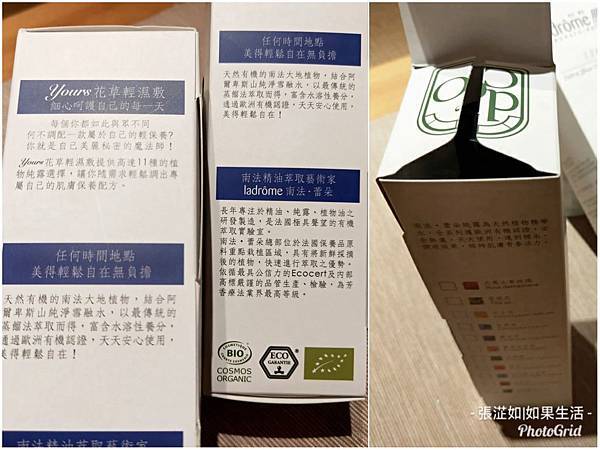 Yours 花草輕濕敷
細心呵護自己的每一天
每個你都如此與眾不同
何不調配一款屬於自己的輕保養?
你就是自己美麗秘密的魔法師!
Yours花草輕濕敷提供高達11種的植
物純露選擇,讓你隨需求輕鬆調出專
屬自己的肌膚保養配方。
任何時間地點
美得輕鬆自在無負擔
天然有機的南法大地植物,結合阿
爾卑斯山純淨雪融水,以最傳統的
蒸餾法萃取而得,富含水溶性養分。
透過歐洲有機認證,天天安心使用,
美得輕鬆自在!
南法精油萃取藝術家
任何時間地點
美得輕鬆自在無負擔
天然有機的南法大地植物,結合阿
爾卑斯山純淨雪融水,以最傳統的
蒸餾法萃取而得,富含水溶性養分。
透過歐洲有機認證,天天安心使用,
美得輕鬆自在!
南法精油萃取藝術家
ladrôme 南法·蕾朵
長年專注於精油、純露、植物油之
研發製造,是法國極具聲望的有機
萃取實驗室。
南法·蕾朵總部位於法國保養品原
料重點栽植區域,具有將新鮮採摘
後的植物,快速進行萃取之優勢。
依循最具公信力的Ecocert及內部
高標嚴謹的品管生產、檢驗,為芳
香療法業界最高等級。
BIO
COSMOS
ORGANIC
ECO
GARANTIE
drôme
- 張泟如|如果生活 -
PhotoGrid